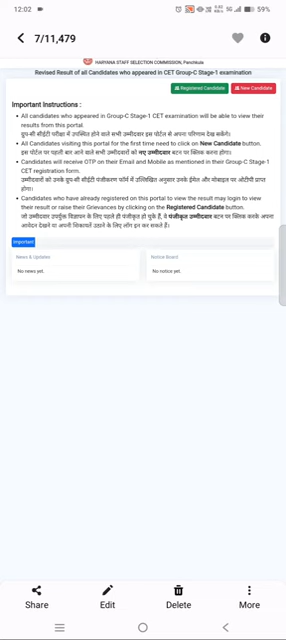 12:02
5G
59%
7/11,479
HARYANA STAFF SELECTION COMMISSION, Panchkula
Revised Result of all Candidates who appeared in CET Group-C Stage-1 examination
Registered Candidate
New Candidate
Important Instructions :
All candidates who appeared in Group-C Stage-1 CET examination will be able to view their
results from this portal.
ग्रुप-सी सीईटी परीक्षा में उपस्थित होने वाले सभी उम्मीदवार इस पोर्टल से अपना परिणाम देख सकेंगे।
All Candidates visiting this portal for the first time need to click on New Candidate button.
इस पोर्टल पर पहली बार आने वाले सभी उम्मीदवारों को नए उम्मीदवार बटन पर क्लिक करना होगा।
Candidates will receive OTP on their Email and Mobile as mentioned in their Group-C Stage-1
CET registration form.
उम्मीदवारों को उनके ग्रुप-सी सीईटी पंजीकरण फॉर्म में उल्लिखित अनुसार उनके ईमेल और मोबाइल पर ओटीपी प्राप्त
होगा।
Candidates who have already registered on this portal to view the result may login to view
their result or raise their Grievances by clicking on the Registered Candidate button.
जो उम्मीदवार उपर्युक्त विज्ञापन के लिए पहले ही पंजीकृत हो चुके हैं, वे पंजीकृत उम्मीदवार बटन पर क्लिक करके अपना
आवेदन देखने या अपनी शिकायतें उठाने के लिए लॉग इन कर सकते हैं।
Important
News & Updates
Notice Board
No news yet.
No notice yet.
Share
Edit
Delete
More